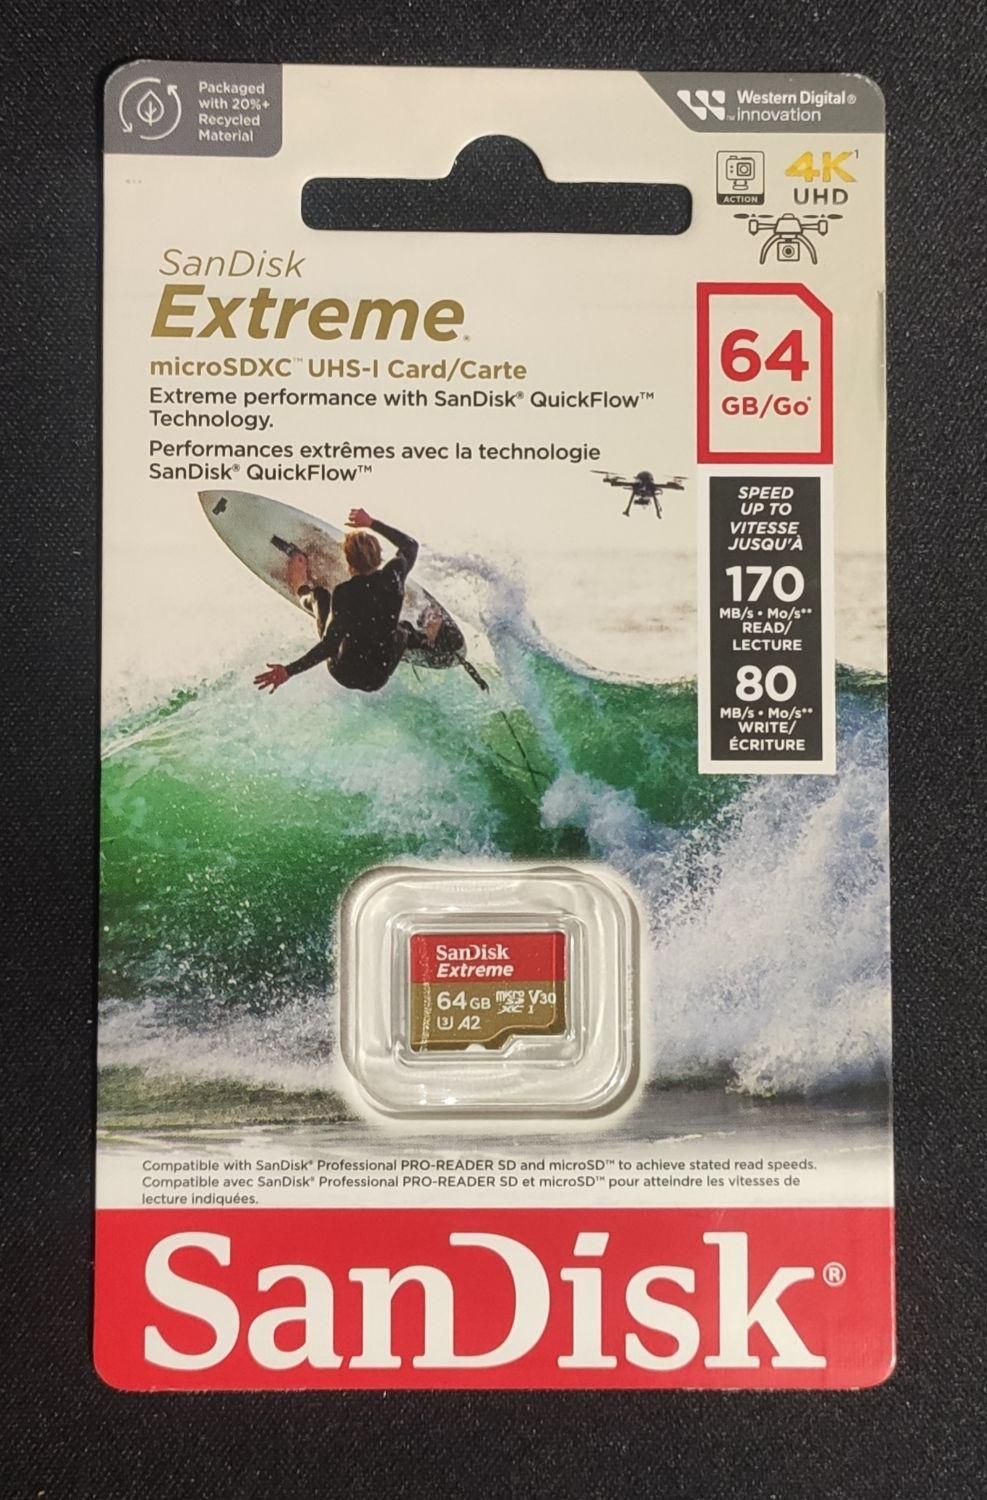 Packaged
with 20%+
Recycled
Material
Western Digital®
™ innovation
ACTION
4K¹
UHD
SanDisk
Extreme®
microSDXC™ UHS-I Card/Carte
Extreme performance with SanDisk® QuickFlow™
Technology.
Performances extrêmes avec la technologie
SanDisk® QuickFlow™
64
GB/Go*
SPEED
UP TO
VITESSE
JUSQU'À
170
MB/s • Mo/s**
READ/
LECTURE
80
MB/s • Mo/s**
WRITE/
ÉCRITURE
SanDisk
Extreme
64 GB micro SD XC I V30
3 A2
Compatible with SanDisk® Professional PRO-READER SD and microSD™ to achieve stated read speeds.
Compatible avec SanDisk® Professional PRO-READER SD et microSD™ pour atteindre les vitesses de
lecture indiquées.
SanDisk®